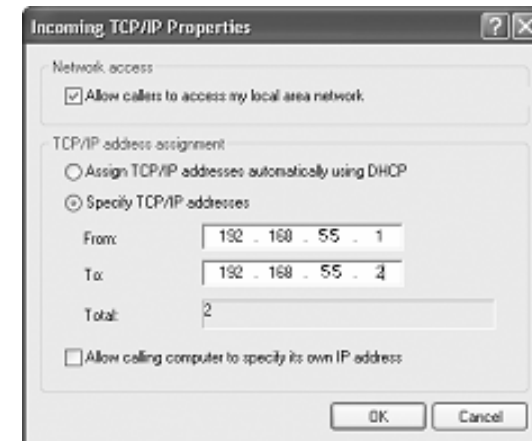 Incoming TCP/IP Properties
Network access
Allow callers to access my local area network
TCP/IP address assignment
Assign TCP/IP addresses automatically using DHCP
Specify TCP/IP addresses
From: 192 . 168 . 55 . 1
To: 192 . 168 . 55 . 2
Total: 2
Allow calling computer to specify its own IP address
OK Cancel